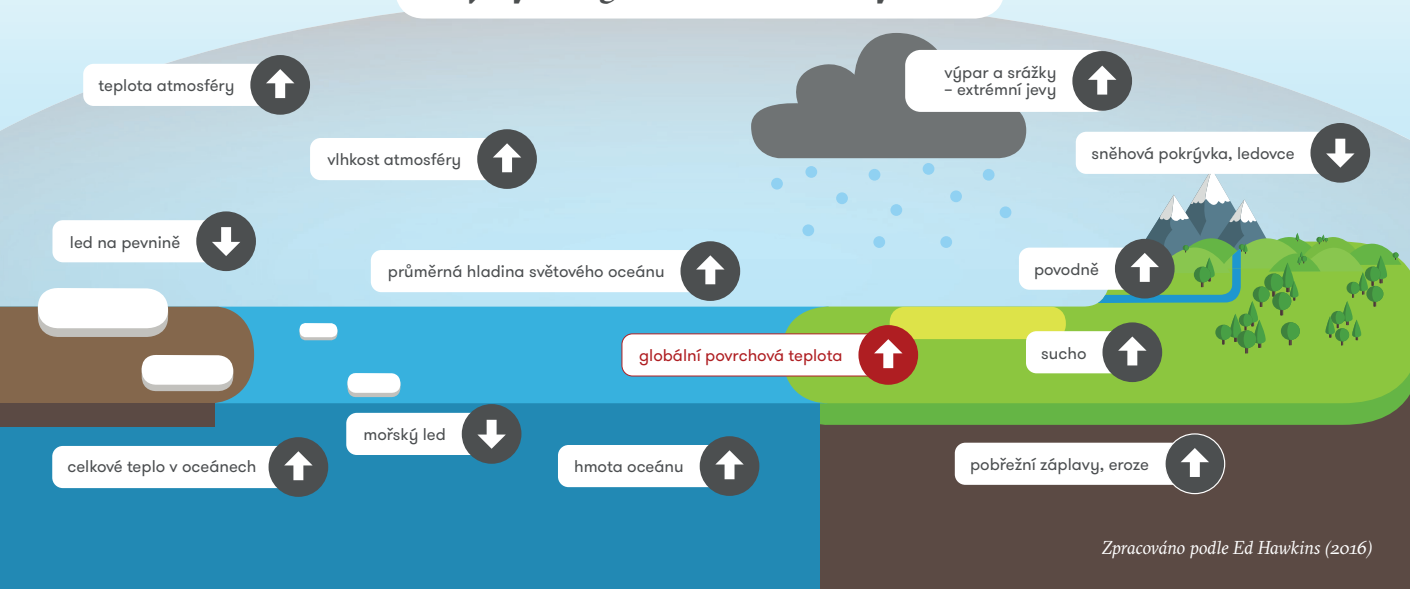 teplota atmosféry
výpar a srážky
– extrémní jevy
vlhkost atmosféry
sněhová pokrývka, ledovce
led na pevnině
průměrná hladina světového oceánu
povodně
globální povrchová teplota
sucho
mořský led
celkové teplo v oceánech
hmota oceánu
pobřežní záplavy, eroze
Zpracováno podle Ed Hawkins (2016)